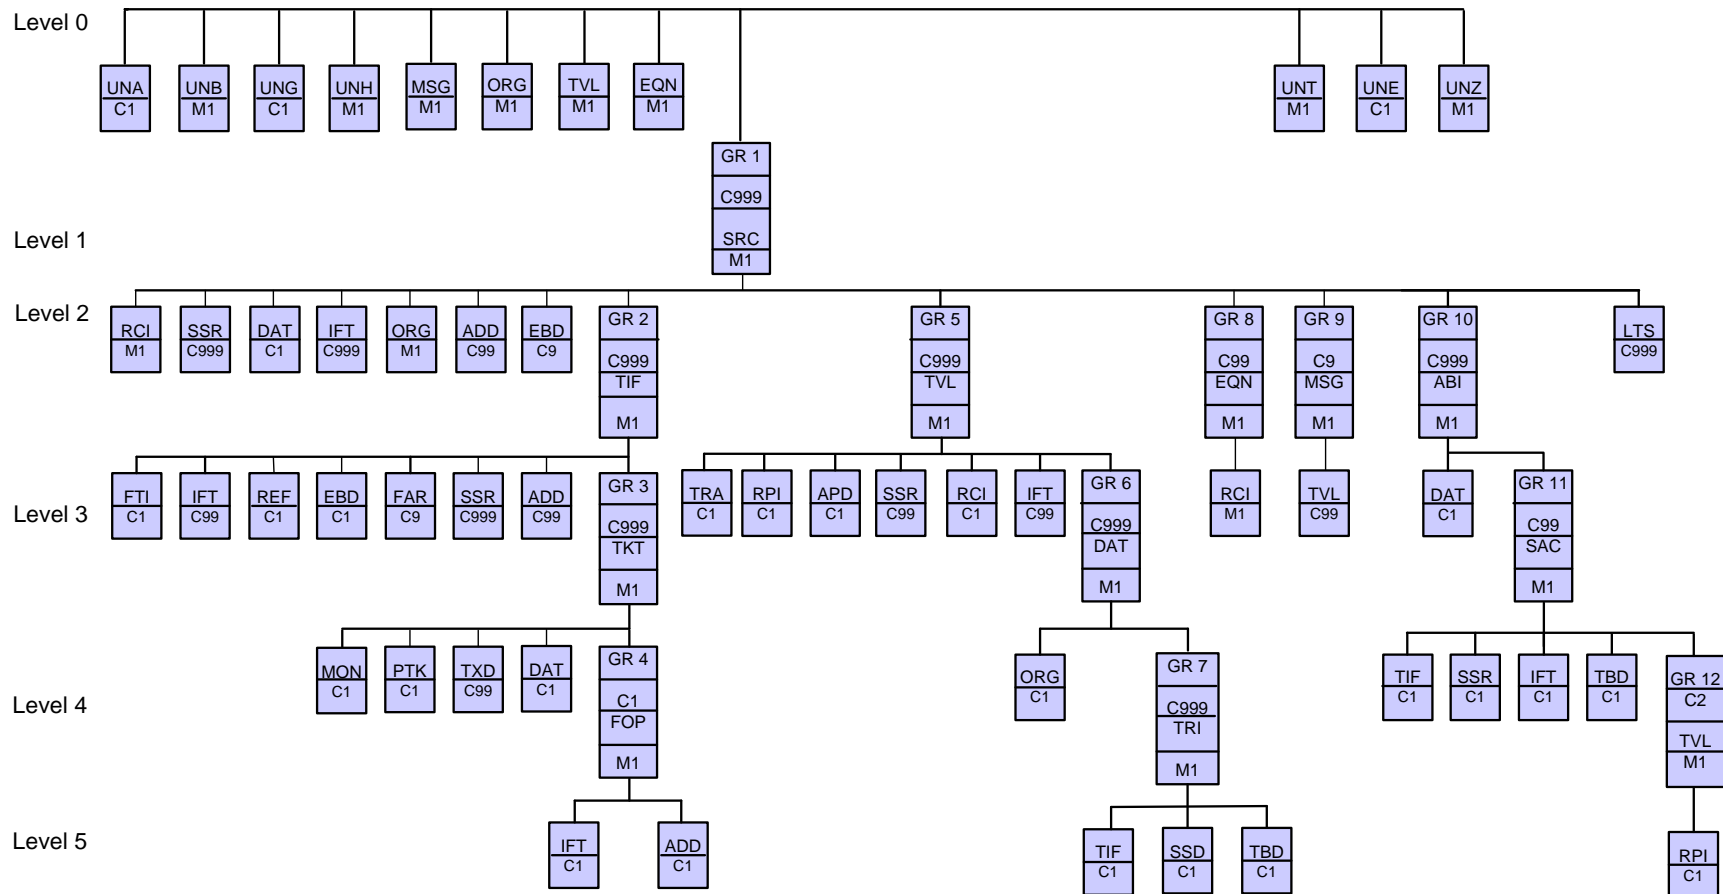 Level 0
UNA UNB UNG UNH MSG ORG TVL EQN UNT UNE UNZ
C1 M1 C1 M1 M1 M1 M1 M1 M1 C1 M1
GR 1
C999
Level 1
SRC
M1
Level 2
RCI SSR DAT IFT ORG ADD EBD GR 2 GR 5 GR 8 GR 9 GR 10 LTS
M1 C999 C1 C999 M1 C99 C9 C999 C999 C99 C9 C999 C999
TIF TVL EQN MSG ABI
M1 M1 M1 M1 M1
Level 3
FTI IFT REF EBD FAR SSR ADD GR 3 TRA RPI APD SSR RCI IFT GR 6 RCI TVL DAT GR 11
C1 C99 C1 C1 C9 C999 C99 C999 C1 C1 C1 C99 C1 C99 C999 M1 C99 C1 C99
TKT DAT SAC
M1 M1 M1
Level 4
MON PTK TXD DAT GR 4 ORG GR 7 TIF SSR IFT TBD GR 12
C1 C1 C99 C1 C1 C1 C999 C1 C1 C1 C1 C2
FOP TRI TVL
M1 M1 M1
Level 5
IFT ADD TIF SSD TBD RPI
C1 C1 C1 C1 C1 C1